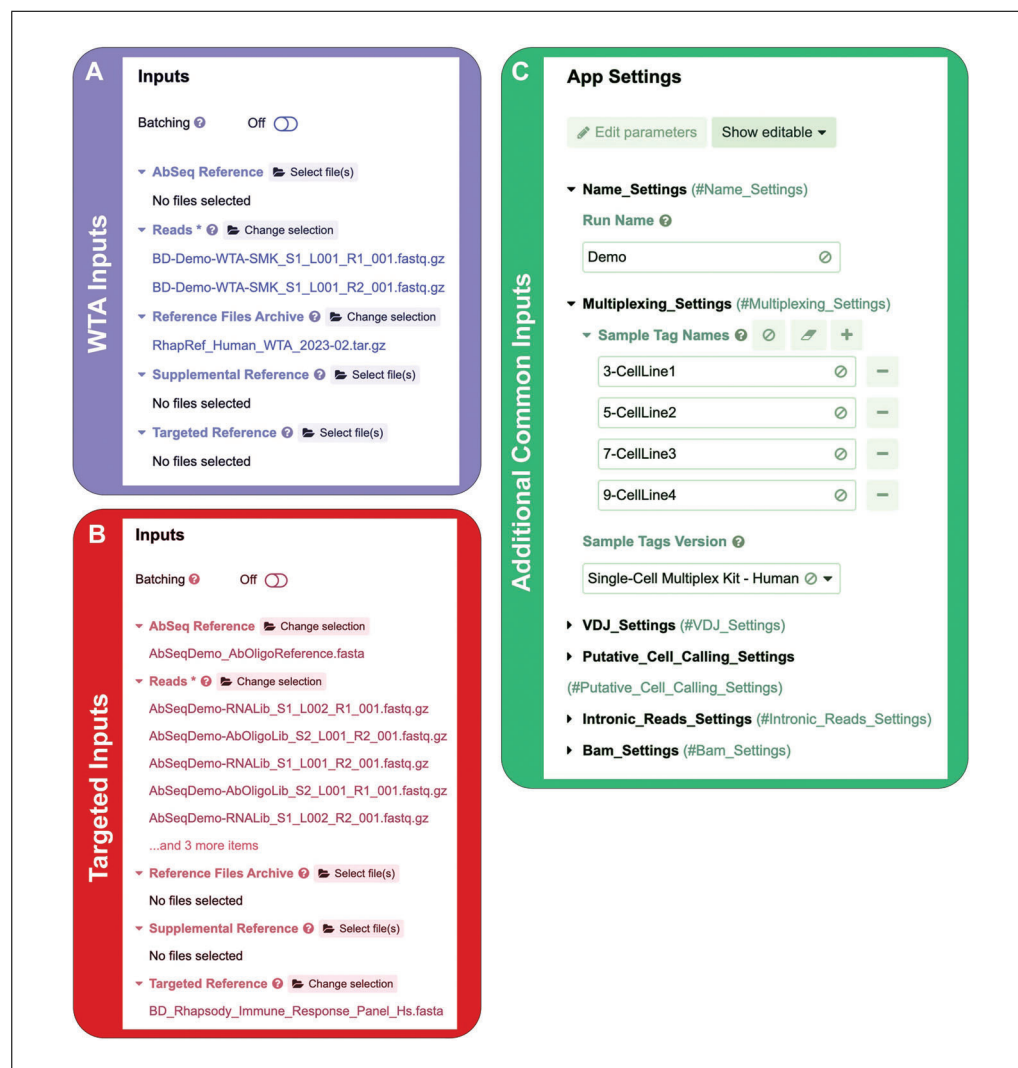 A
WTA Inputs
Inputs
Batching Off
AbSeq Reference Select file(s)
No files selected
Reads * Change selection
BD-Demo-WTA-SMK_S1_L001_R1_001.fastq.gz
BD-Demo-WTA-SMK_S1_L001_R2_001.fastq.gz
Reference Files Archive Change selection
RhapRef_Human_WTA_2023-02.tar.gz
Supplemental Reference Select file(s)
No files selected
Targeted Reference Select file(s)
No files selected
B
Targeted Inputs
Inputs
Batching Off
AbSeq Reference Change selection
AbSeqDemo_AbOligoReference.fasta
Reads * Change selection
AbSeqDemo-RNALib_S1_L002_R1_001.fastq.gz
AbSeqDemo-AbOligoLib_S2_L001_R2_001.fastq.gz
AbSeqDemo-RNALib_S1_L001_R2_001.fastq.gz
AbSeqDemo-AbOligoLib_S2_L001_R1_001.fastq.gz
AbSeqDemo-RNALib_S1_L002_R2_001.fastq.gz
...and 3 more items
Reference Files Archive Select file(s)
No files selected
Supplemental Reference Select file(s)
No files selected
Targeted Reference Change selection
BD_Rhapsody_Immune_Response_Panel_Hs.fasta
C
Additional Common Inputs
App Settings
Edit parameters Show editable
Name_Settings (#Name_Settings)
Run Name
Demo
Multiplexing_Settings (#Multiplexing_Settings)
Sample Tag Names
3-CellLine1
5-CellLine2
7-CellLine3
9-CellLine4
Sample Tags Version
Single-Cell Multiplex Kit - Human
VDJ_Settings (#VDJ_Settings)
Putative_Cell_Calling_Settings
(#Putative_Cell_Calling_Settings)
Intronic_Reads_Settings (#Intronic_Reads_Settings)
Bam_Settings (#Bam_Settings)